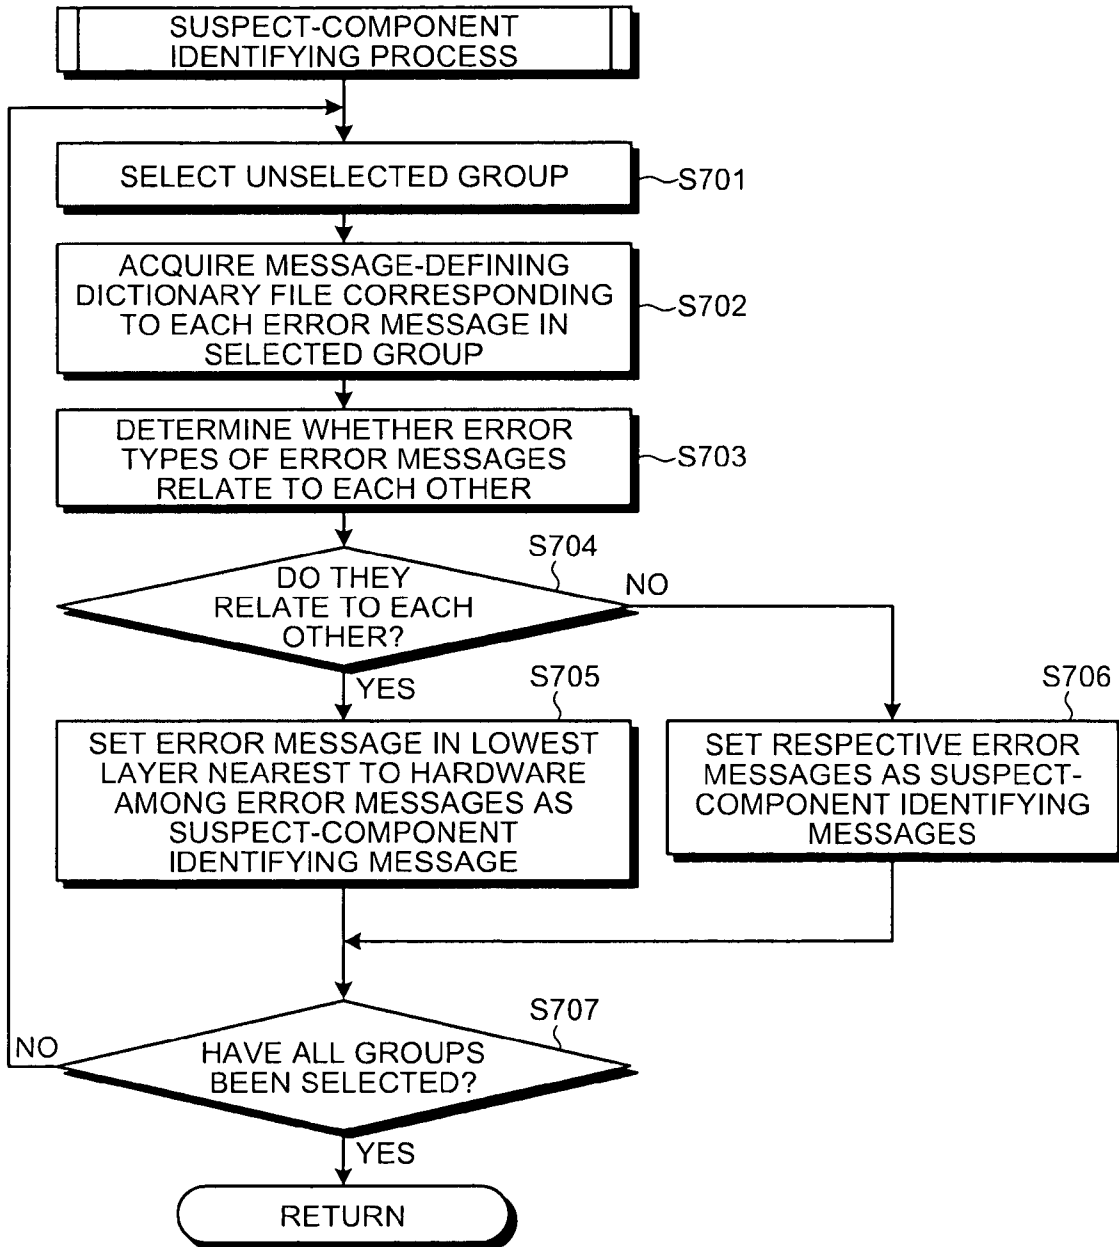 SUSPECT-COMPONENT
IDENTIFYING PROCESS
SELECT UNSELECTED GROUP
S701
ACQUIRE MESSAGE-DEFINING
DICTIONARY FILE CORRESPONDING
TO EACH ERROR MESSAGE IN
SELECTED GROUP
S702
DETERMINE WHETHER ERROR
TYPES OF ERROR MESSAGES
RELATE TO EACH OTHER
S703
S704
DO THEY
RELATE TO EACH
OTHER?
NO
YES
S705
SET ERROR MESSAGE IN LOWEST
LAYER NEAREST TO HARDWARE
AMONG ERROR MESSAGES AS
SUSPECT-COMPONENT
IDENTIFYING MESSAGE
S706
SET RESPECTIVE ERROR
MESSAGES AS SUSPECT-
COMPONENT IDENTIFYING
MESSAGES
S707
NO
HAVE ALL GROUPS
BEEN SELECTED?
YES
RETURN